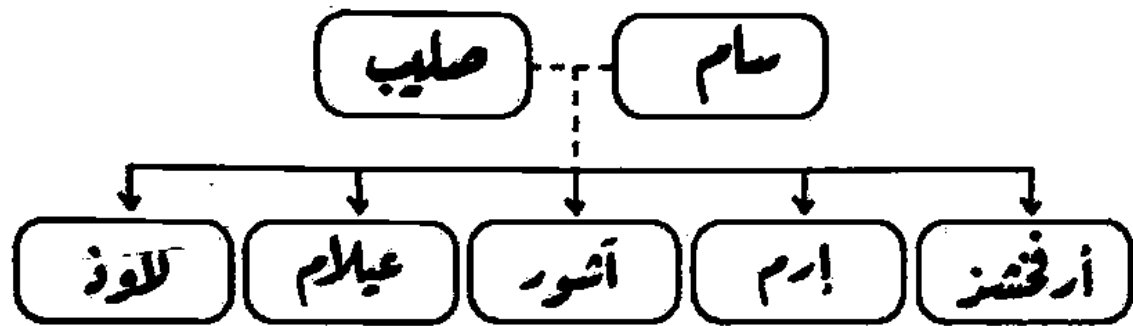 سام
صليب
أرفخشذ
إرم
آشور
عيلام
لاوذ